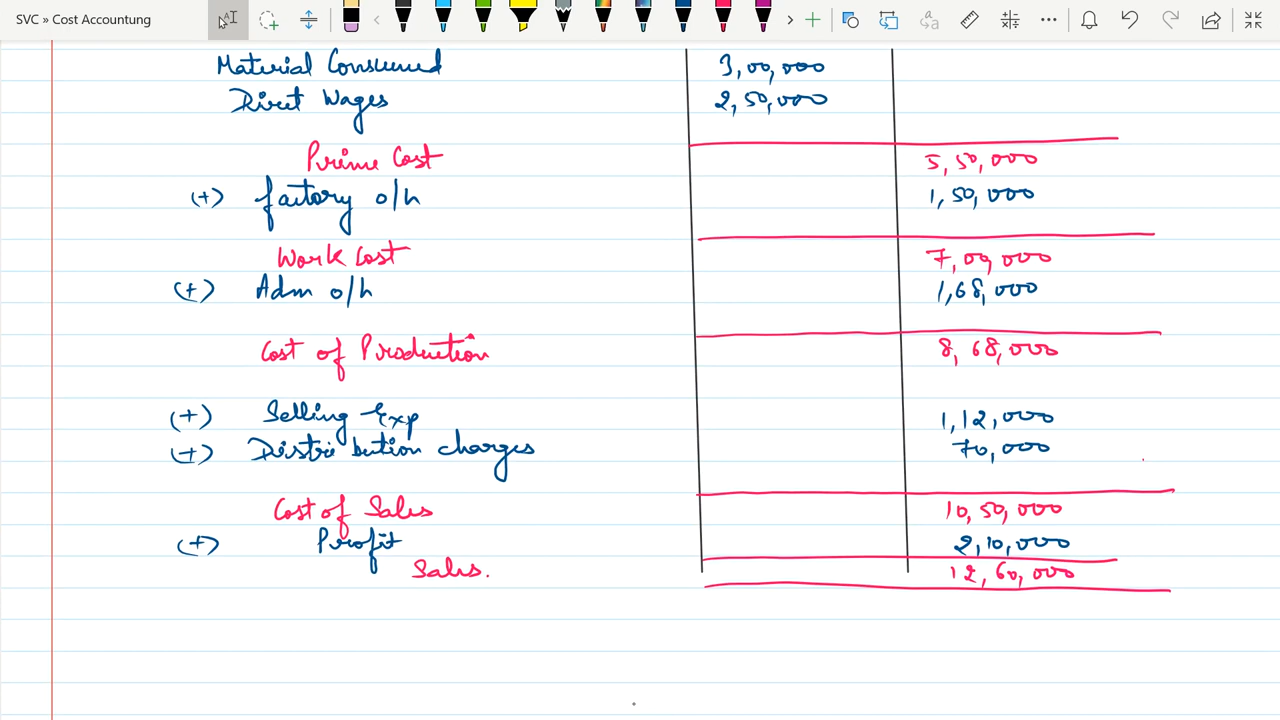 SVC » Cost Accountung
Material Consumed 3,00,000
Direct Wages 2,50,000
Prime Cost 5,50,000
(+) factory o/h 1,50,000
Work Cost 7,00,000
(+) Adm o/h 1,68,000
Cost of Production 8,68,000
(+) Selling Exp 1,12,000
(+) Distribution charges 70,000
Cost of Sales 10,50,000
(+) Profit 2,10,000
Sales. 12,60,000